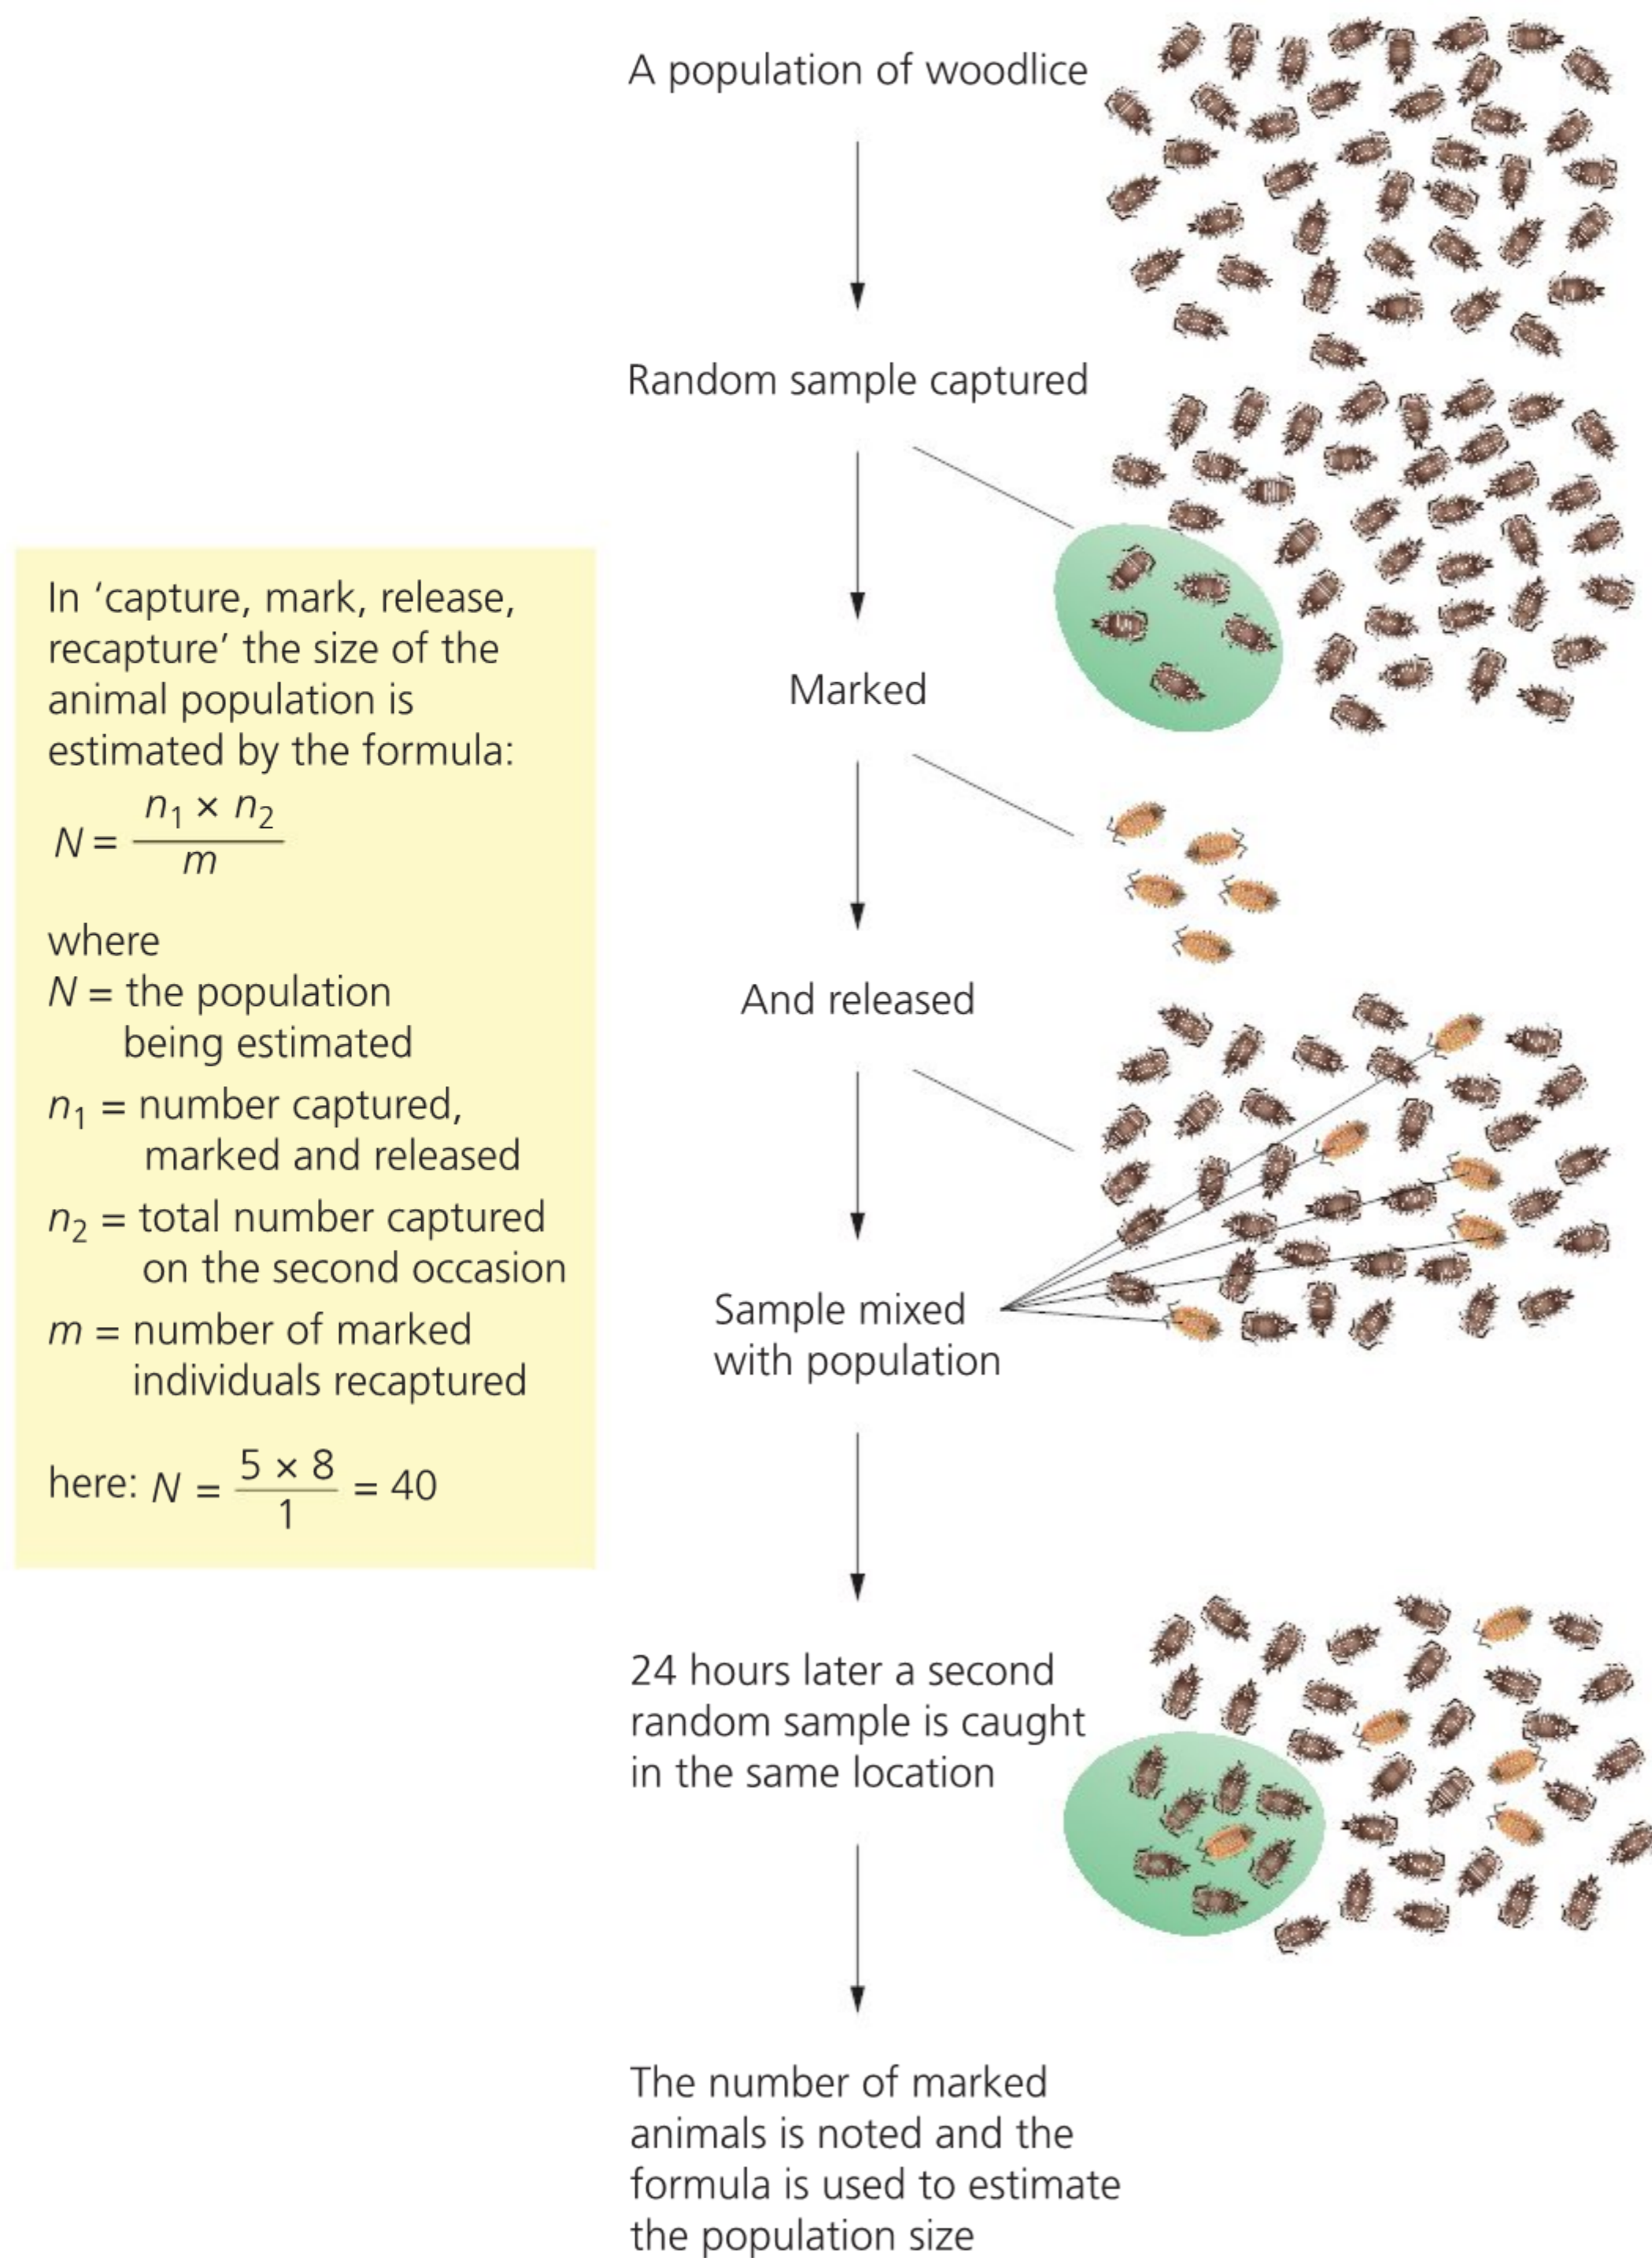 A population of woodlice
Random sample captured
Marked
And released
Sample mixed
with population
24 hours later a second
random sample is caught
in the same location
The number of marked
animals is noted and the
formula is used to estimate
the population size
In ‘capture, mark, release,
recapture’ the size of the
animal population is
estimated by the formula:
N = n₁ × n₂ / m
where
N = the population
being estimated
n₁ = number captured,
marked and released
n₂ = total number captured
on the second occasion
m = number of marked
individuals recaptured
here: N = 5 × 8 / 1 = 40